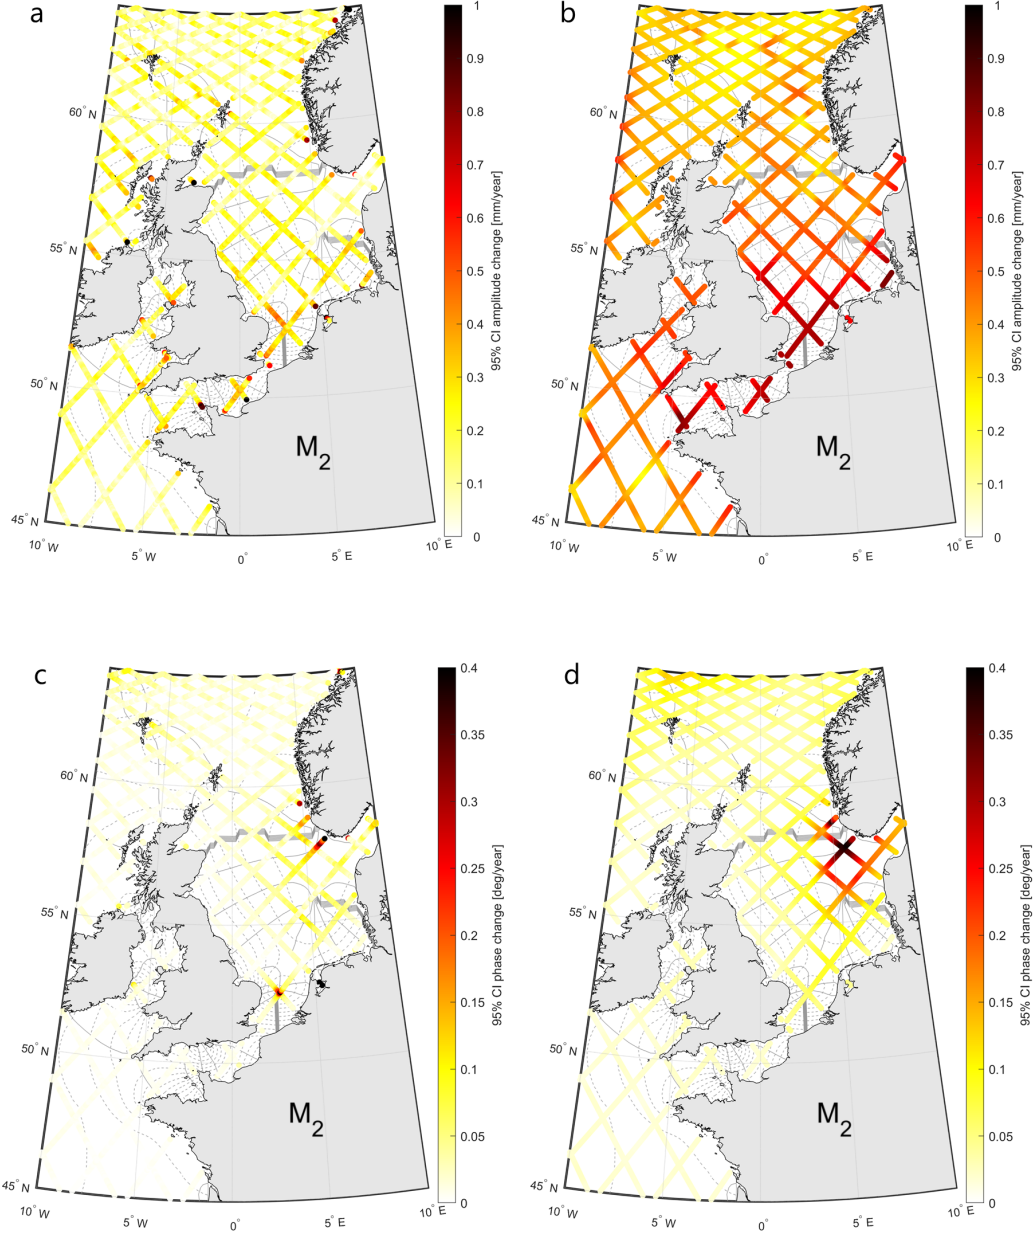 a
60° N
55° N
50° N
45° N
10° W
5° W
0°
5° E
10° E
M2
1
0.9
0.8
0.7
0.6
0.5
0.4
0.3
0.2
0.1
0
95% CI amplitude change [mm/year]
b
60° N
55° N
50° N
45° N
10° W
5° W
0°
5° E
10° E
M2
1
0.9
0.8
0.7
0.6
0.5
0.4
0.3
0.2
0.1
0
95% CI amplitude change [mm/year]
c
60° N
55° N
50° N
45° N
10° W
5° W
0°
5° E
10° E
M2
0.4
0.35
0.3
0.25
0.2
0.15
0.1
0.05
0
95% CI phase change [deg/year]
d
60° N
55° N
50° N
45° N
10° W
5° W
0°
5° E
10° E
M2
0.4
0.35
0.3
0.25
0.2
0.15
0.1
0.05
0
95% CI phase change [deg/year]